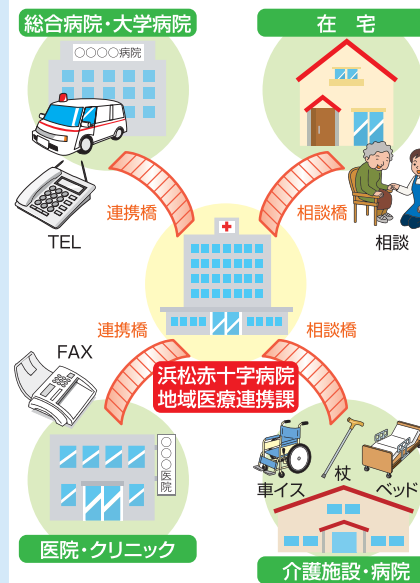 総合病院・大学病院
在 宅
○○○○病院
連携橋
相談橋
TEL
相談
連携橋
相談橋
FAX
浜松赤十字病院
地域医療連携課
○○○医院
車イス
杖
ベッド
医院・クリニック
介護施設・病院